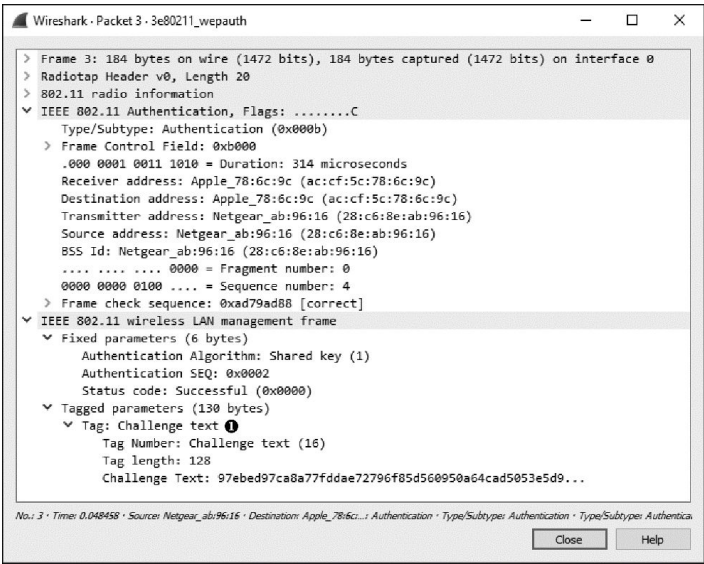 Wireshark · Packet 3 · 3e80211_wepauth
Frame 3: 184 bytes on wire (1472 bits), 184 bytes captured (1472 bits) on interface 0
Radiotap Header v0, Length 20
802.11 radio information
IEEE 802.11 Authentication, Flags: ........C
Type/Subtype: Authentication (0x000b)
Frame Control Field: 0xb000
.000 0001 0011 1010 = Duration: 314 microseconds
Receiver address: Apple_78:6c:9c (ac:cf:5c:78:6c:9c)
Destination address: Apple_78:6c:9c (ac:cf:5c:78:6c:9c)
Transmitter address: Netgear_ab:96:16 (28:c6:8e:ab:96:16)
Source address: Netgear_ab:96:16 (28:c6:8e:ab:96:16)
BSS Id: Netgear_ab:96:16 (28:c6:8e:ab:96:16)
.... .... .... 0000 = Fragment number: 0
0000 0000 0100 .... = Sequence number: 4
Frame check sequence: 0xad79ad88 [correct]
IEEE 802.11 wireless LAN management frame
Fixed parameters (6 bytes)
Authentication Algorithm: Shared key (1)
Authentication SEQ: 0x0002
Status code: Successful (0x0000)
Tagged parameters (130 bytes)
Tag: Challenge text ❶
Tag Number: Challenge text (16)
Tag length: 128
Challenge Text: 97ebed97ca8a77fddae72796f85d560950a64cad5053e5d9...
No.: 3 · Time: 0.048458 · Source: Netgear_ab:96:16 · Destination: Apple_78:6c:...: Authentication · Type/Subtype: Authentication · Type/Subtype: Authentica
Close Help